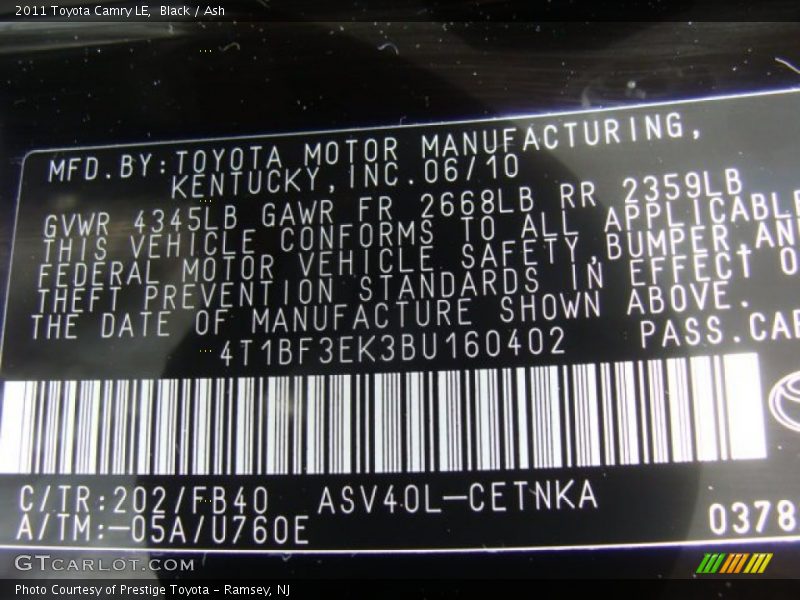 2011 Toyota Camry LE, Black / Ash
MFD.BY:TOYOTA MOTOR MANUFACTURING,
KENTUCKY,INC.06/10
GVWR 4345LB GAWR FR 2668LB RR 2359LB
THIS VEHICLE CONFORMS TO ALL APPLICABLE
FEDERAL MOTOR VEHICLE SAFETY,BUMPER,AND
THEFT PREVENTION STANDARDS IN EFFECT O
THE DATE OF MANUFACTURE SHOWN ABOVE.
4T1BF3EK3BU160402 PASS.CAR
C/TR:202/FB40 ASV40L-CETNKA
A/TM:-05A/U760E 0378
GTCARLOT.COM
Photo Courtesy of Prestige Toyota - Ramsey, NJ